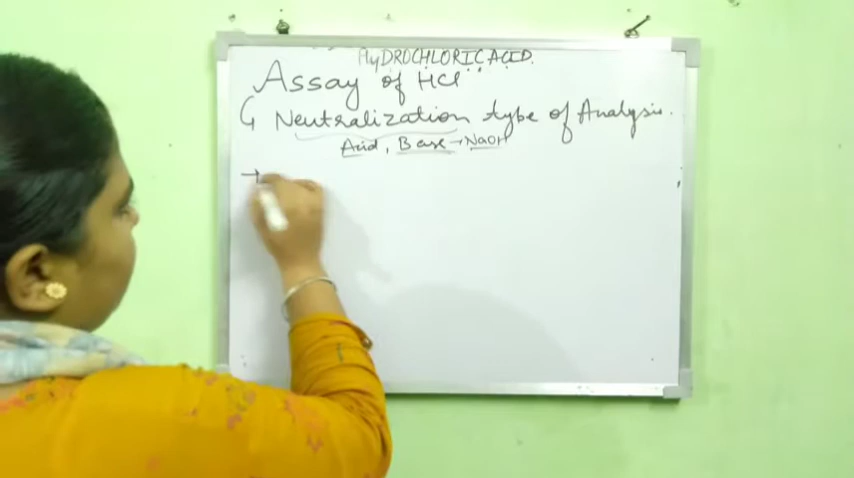 HyDROCHLORIC ACID.
Assay of HCl
↳ Neutralization type of Analysis.
Acid, Base → NaOH
→